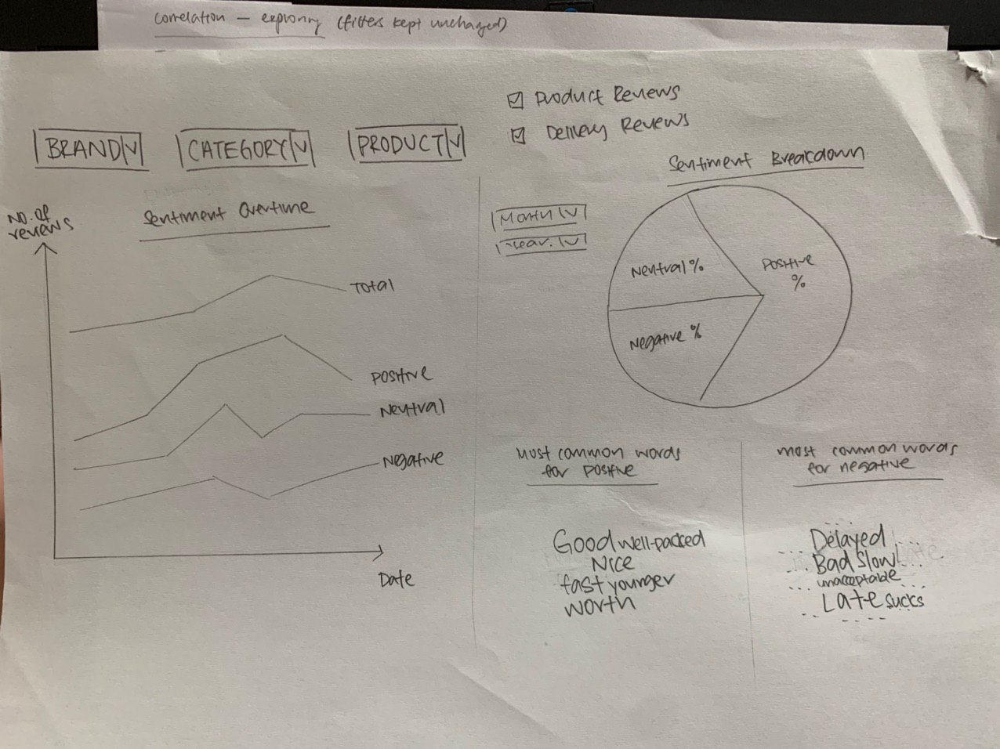 correlation — (filters kept unchaged)
☑ Product Reviews
☑ Delivery Reviews
BRAND V CATEGORY V PRODUCT V
Sentiment Breakdown
No. of
reviews
Sentiment Overtime
Month V
Year. V
Neutral %
Positive
%
Negative %
Total
Positive
Neutral
Negative
Date
Most common words
for positive
Good well-packed
Nice
fast younger
worth
most common words
for negative
Delayed
Bad Slow
unacceptable
Late sucks